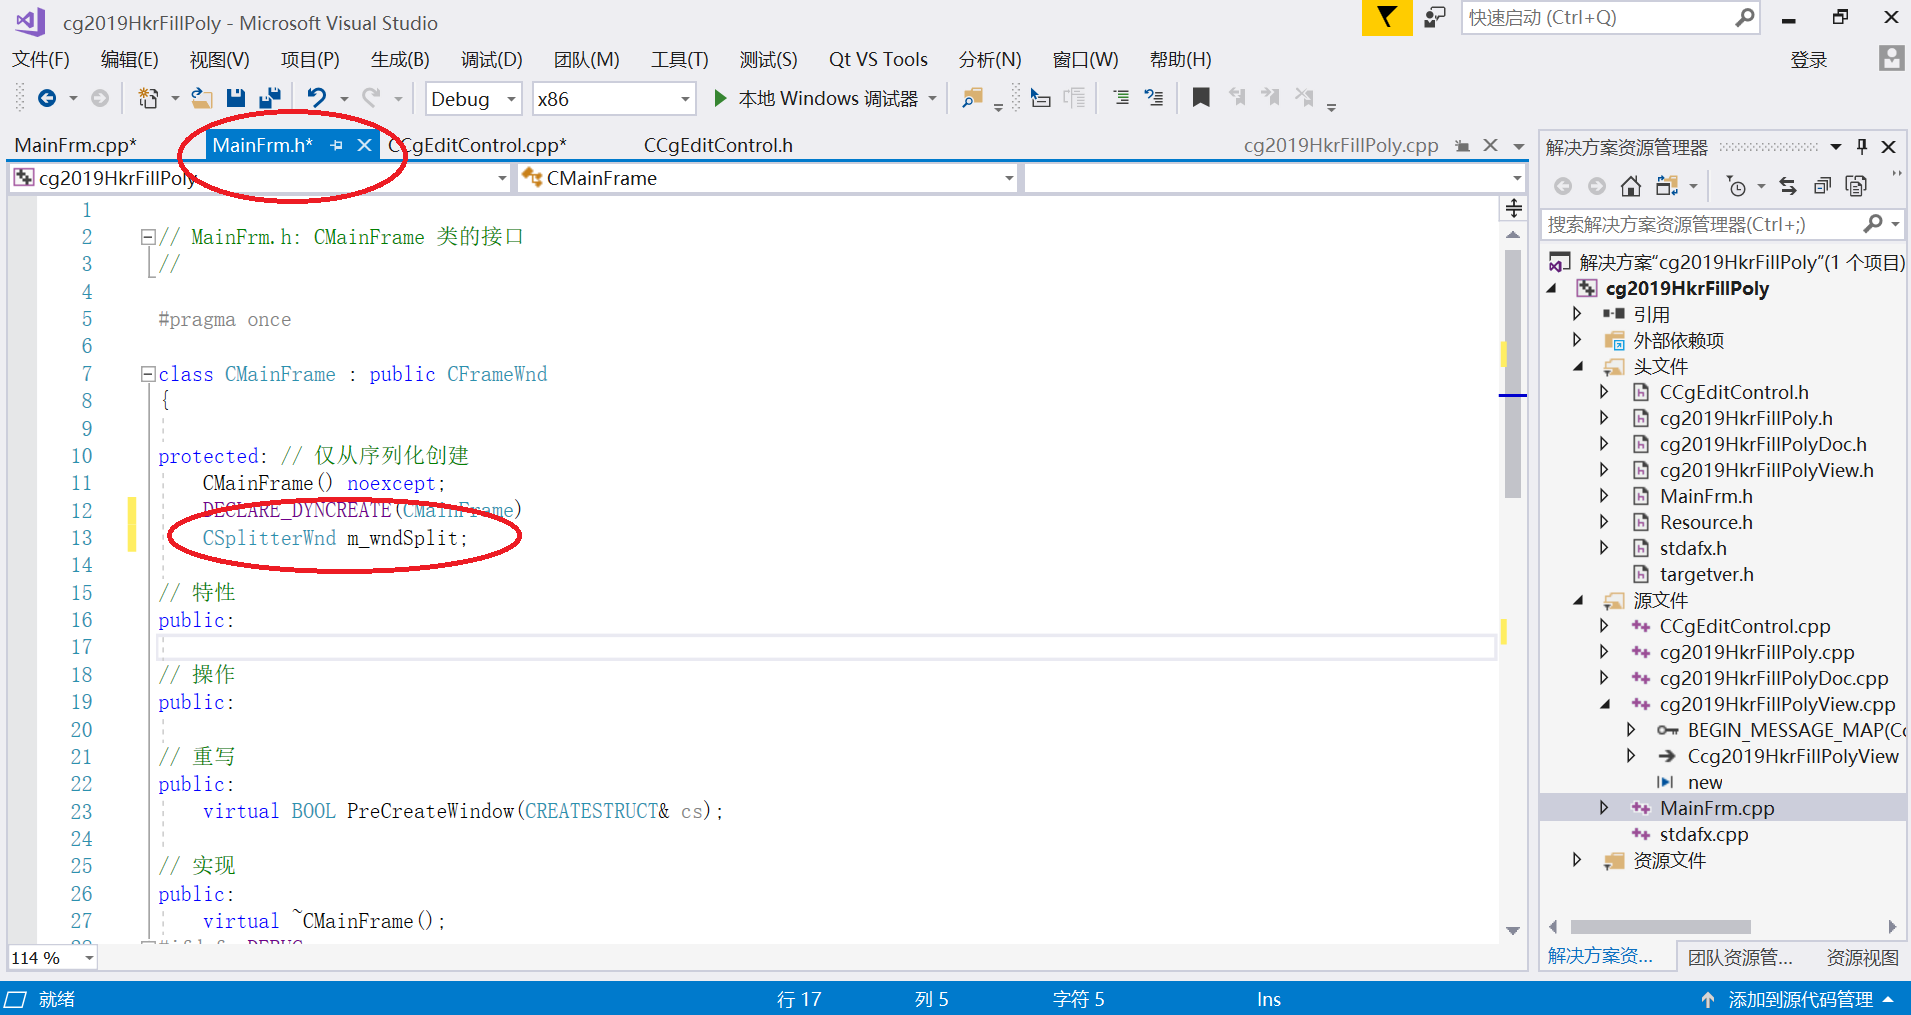 cg2019HkrFillPoly - Microsoft Visual Studio
快速启动 (Ctrl+Q)
文件(F) 编辑(E) 视图(V) 项目(P) 生成(B) 调试(D) 团队(M) 工具(T) 测试(S) Qt VS Tools 分析(N) 窗口(W) 帮助(H) 登录
Debug x86 本地 Windows 调试器
MainFrm.cpp* MainFrm.h* CCgEditControl.cpp* CCgEditControl.h cg2019HkrFillPoly.cpp
cg2019HkrFillPoly CMainFrame
1
2 // MainFrm.h: CMainFrame 类的接口
3 //
4
5 #pragma once
6
7 class CMainFrame : public CFrameWnd
8 {
9
10 protected: // 仅从序列化创建
11 CMainFrame() noexcept;
12 DECLARE_DYNCREATE(CMainFrame)
13 CSplitterWnd m_wndSplit;
14
15 // 特性
16 public:
17
18 // 操作
19 public:
20
21 // 重写
22 public:
23 virtual BOOL PreCreateWindow(CREATESTRUCT& cs);
24
25 // 实现
26 public:
27 virtual ~CMainFrame();
114 %
解决方案资源管理器
搜索解决方案资源管理器(Ctrl+;)
解决方案"cg2019HkrFillPoly"(1 个项目)
cg2019HkrFillPoly
引用
外部依赖项
头文件
CCgEditControl.h
cg2019HkrFillPoly.h
cg2019HkrFillPolyDoc.h
cg2019HkrFillPolyView.h
MainFrm.h
Resource.h
stdafx.h
targetver.h
源文件
CCgEditControl.cpp
cg2019HkrFillPoly.cpp
cg2019HkrFillPolyDoc.cpp
cg2019HkrFillPolyView.cpp
BEGIN_MESSAGE_MAP(Cc
Ccg2019HkrFillPolyView
new
MainFrm.cpp
stdafx.cpp
资源文件
解决方案资... 团队资源管... 资源视图
就绪 行 17 列 5 字符 5 Ins 添加到源代码管理